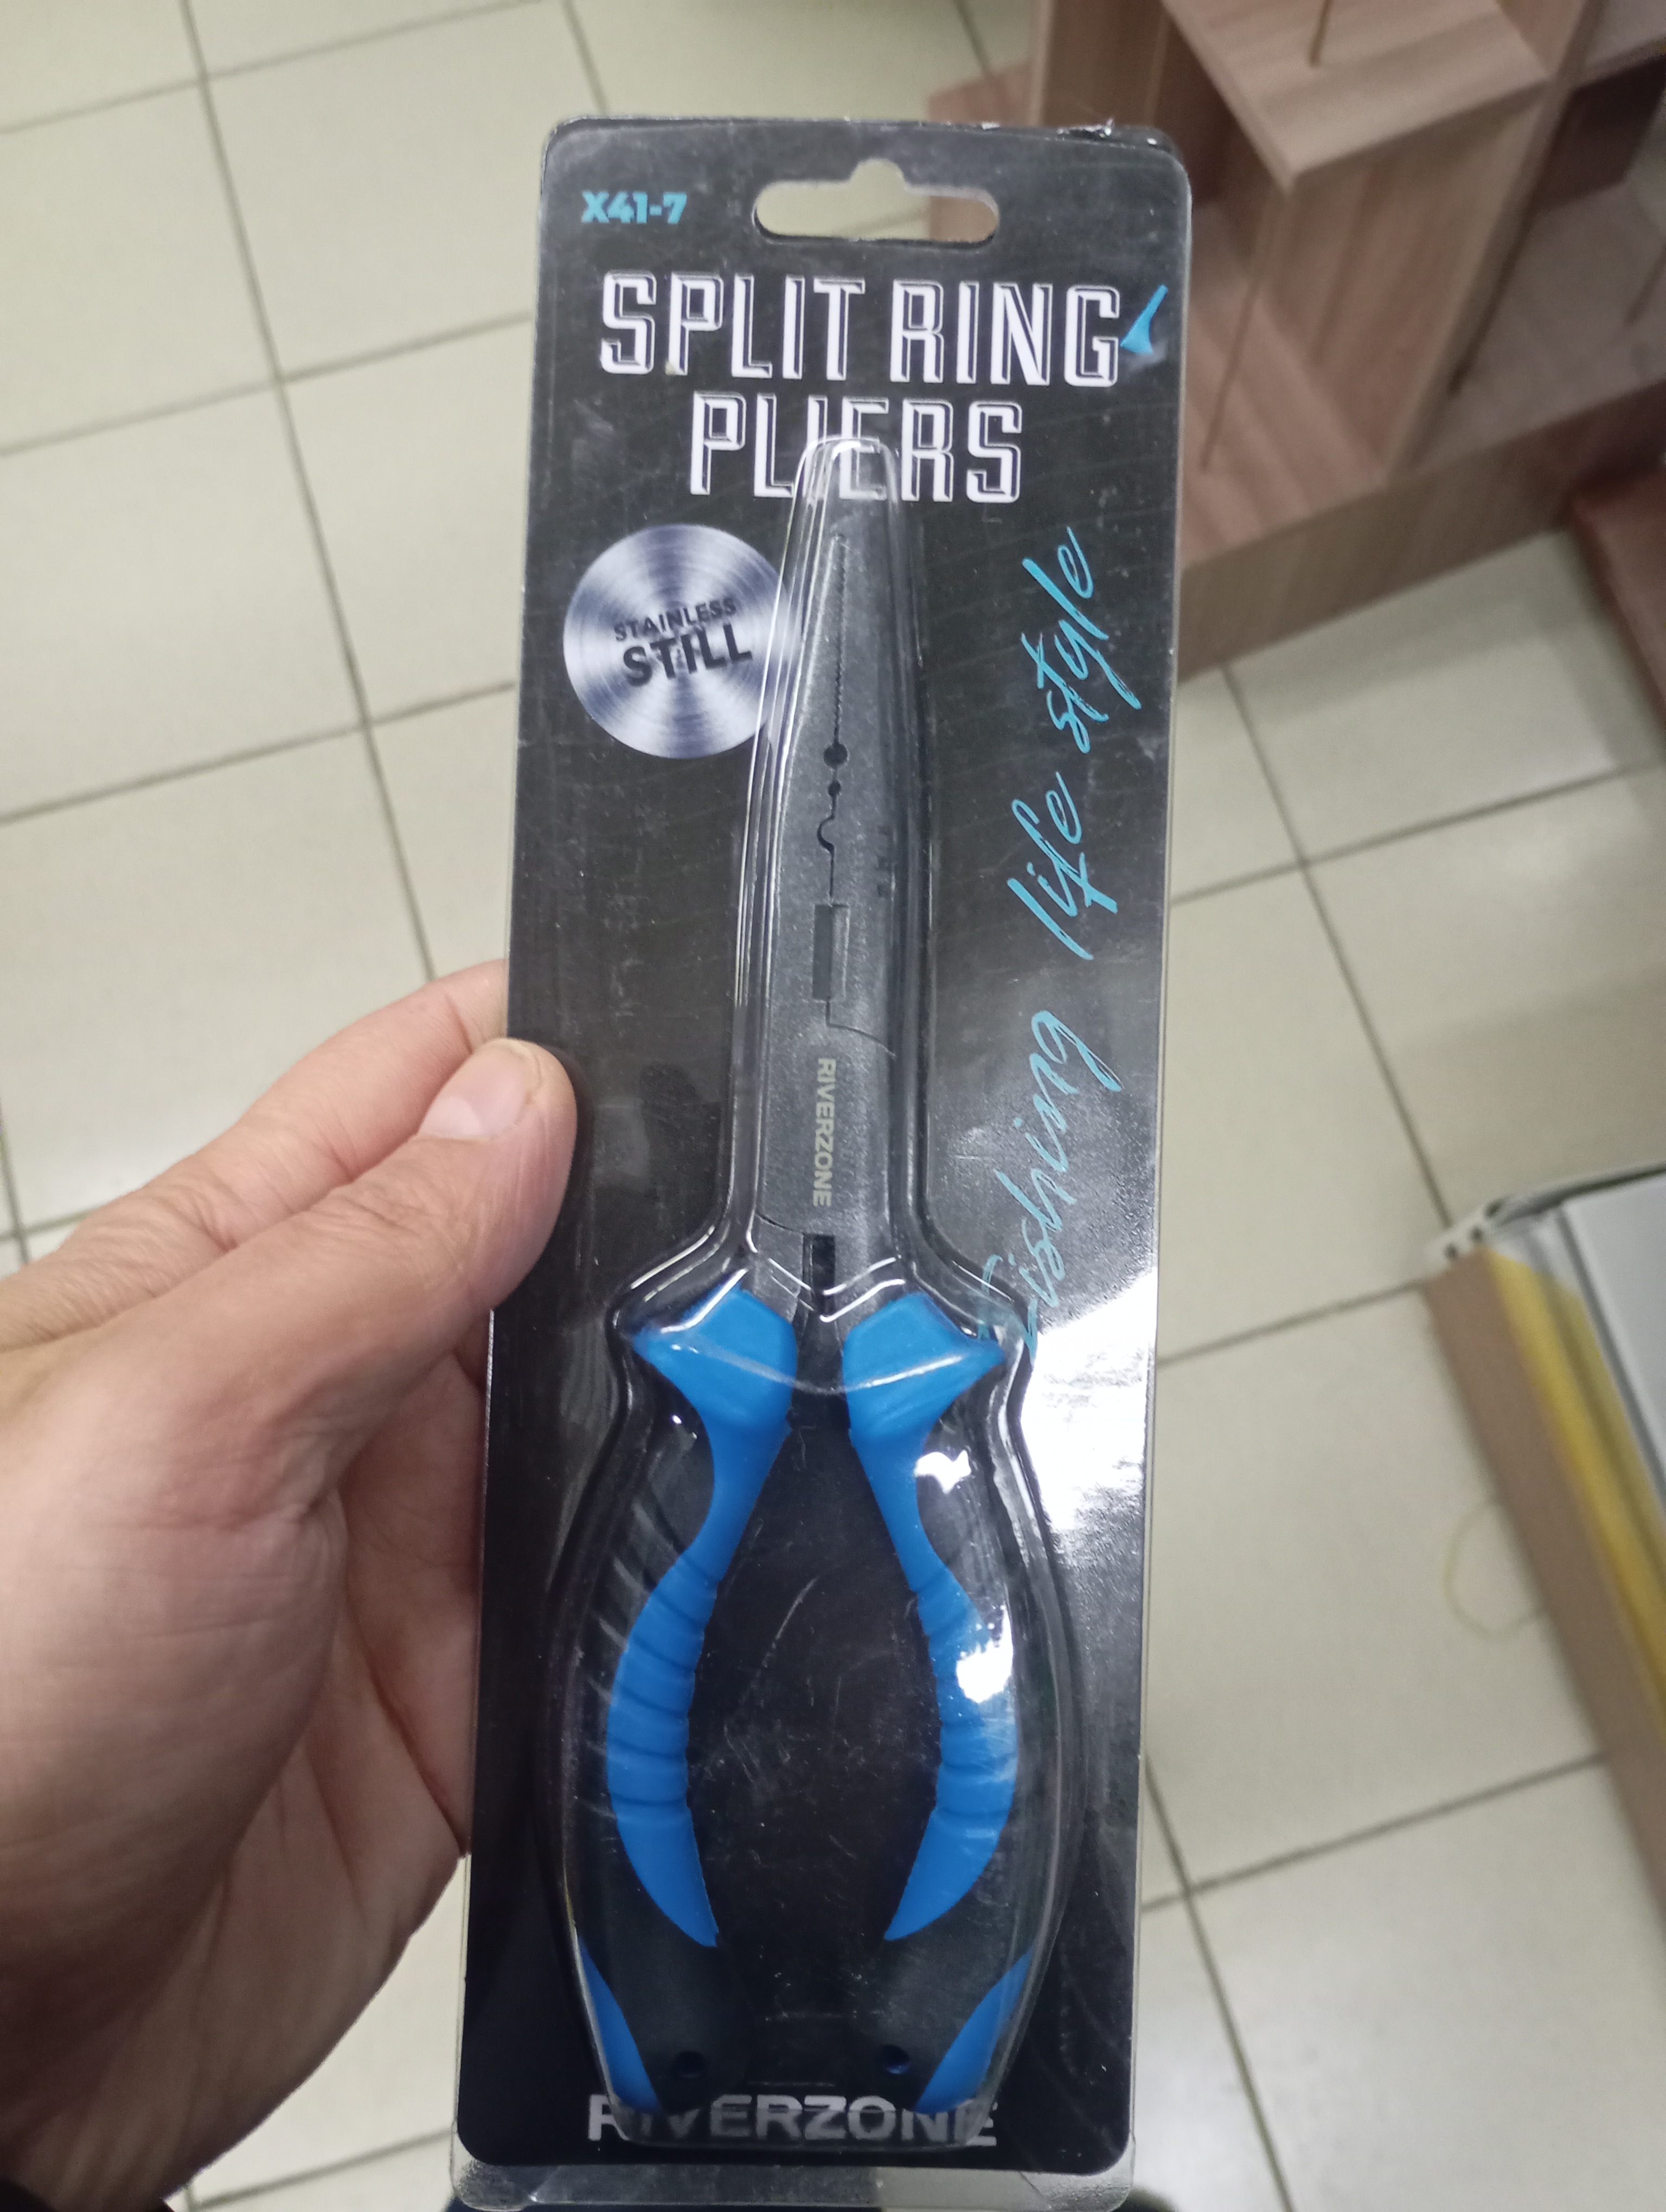 X41-7
SPLIT RING
PLIERS
STAINLESS
STILL
fishing life style
RIVERZONE
RIVERZONE